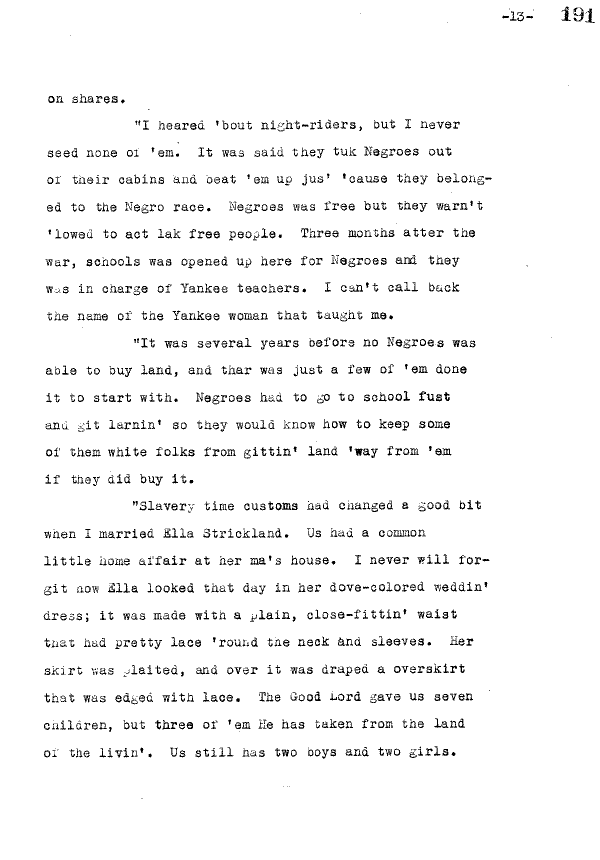 -13- 191
on shares.
"I heared 'bout night-riders, but I never
seed none of 'em. It was said they tuk Negroes out
of their cabins and beat 'em up jus' 'cause they belong-
ed to the Negro race. Negroes was free but they warn't
'lowed to act lak free people. Three months atter the
war, schools was opened up here for Negroes and they
was in charge of Yankee teachers. I can't call back
the name of the Yankee woman that taught me.
"It was several years before no Negroes was
able to buy land, and thar was just a few of 'em done
it to start with. Negroes had to go to school fust
and git larnin' so they would know how to keep some
of them white folks from gittin' land 'way from 'em
if they did buy it.
"Slavery time customs had changed a good bit
when I married Ella Strickland. Us had a common
little home affair at her ma's house. I never will for-
git how Ella looked that day in her dove-colored weddin'
dress; it was made with a plain, close-fittin' waist
that had pretty lace 'round the neck and sleeves. Her
skirt was plaited, and over it was draped a overskirt
that was edged with lace. The Good Lord gave us seven
children, but three of 'em He has taken from the land
of the livin'. Us still has two boys and two girls.